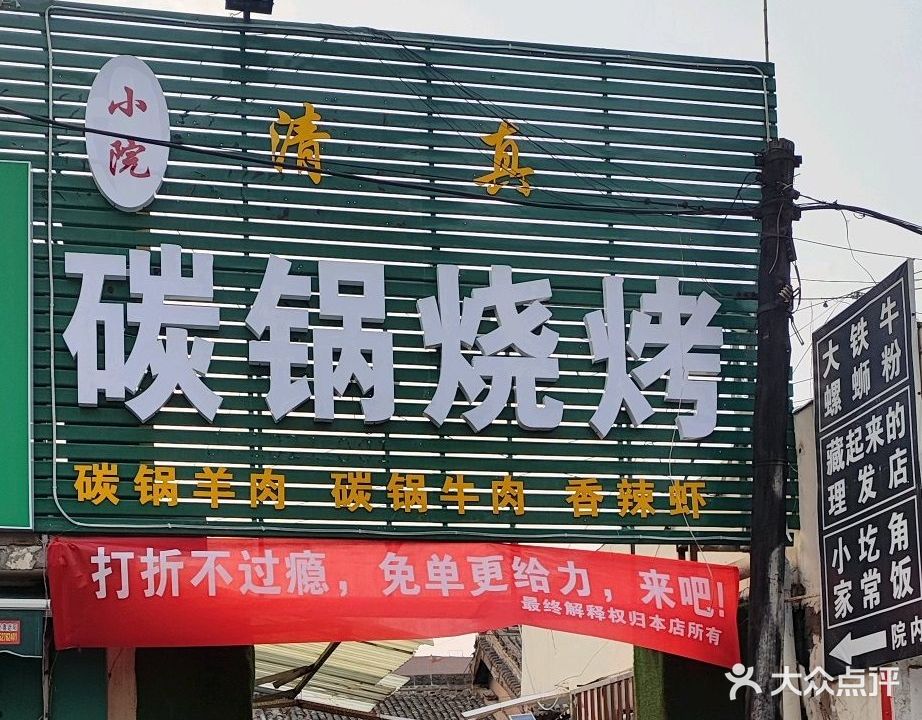 小院
清真
碳锅烧烤
碳锅羊肉 碳锅牛肉 香辣虾
打折不过瘾，免单更给力，来吧！
最终解释权归本店所有
大铁牛
螺蛳粉
藏起来的
理发店
小圪角
家常饭
院内
大众点评